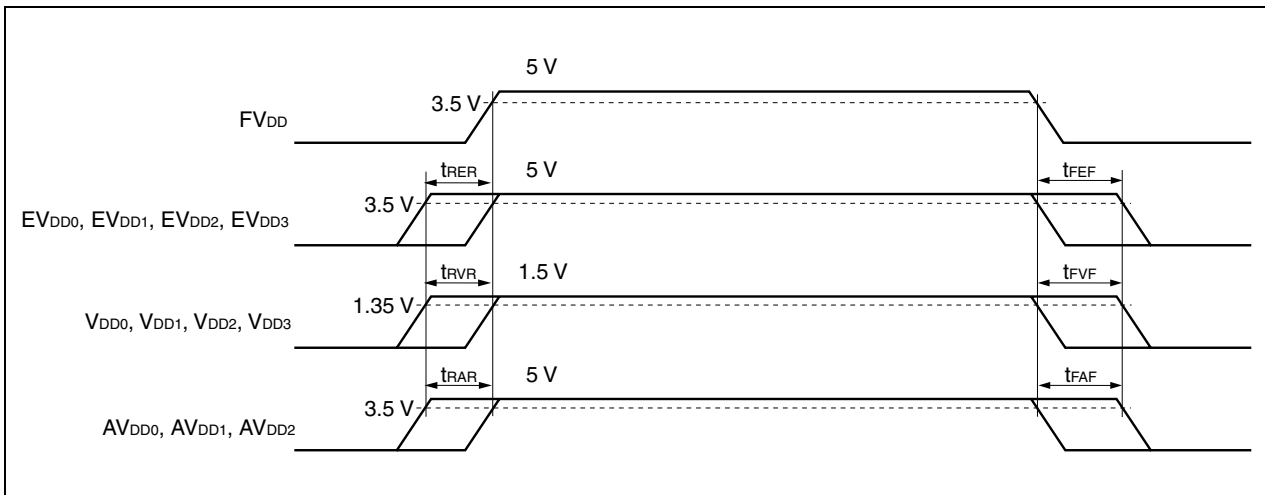 5 V
3.5 V
FVDD
tRER
5 V
tFEF
3.5 V
EVDD0, EVDD1, EVDD2, EVDD3
tRVR
1.5 V
tFVF
1.35 V
VDD0, VDD1, VDD2, VDD3
tRAR
5 V
tFAF
3.5 V
AVDD0, AVDD1, AVDD2